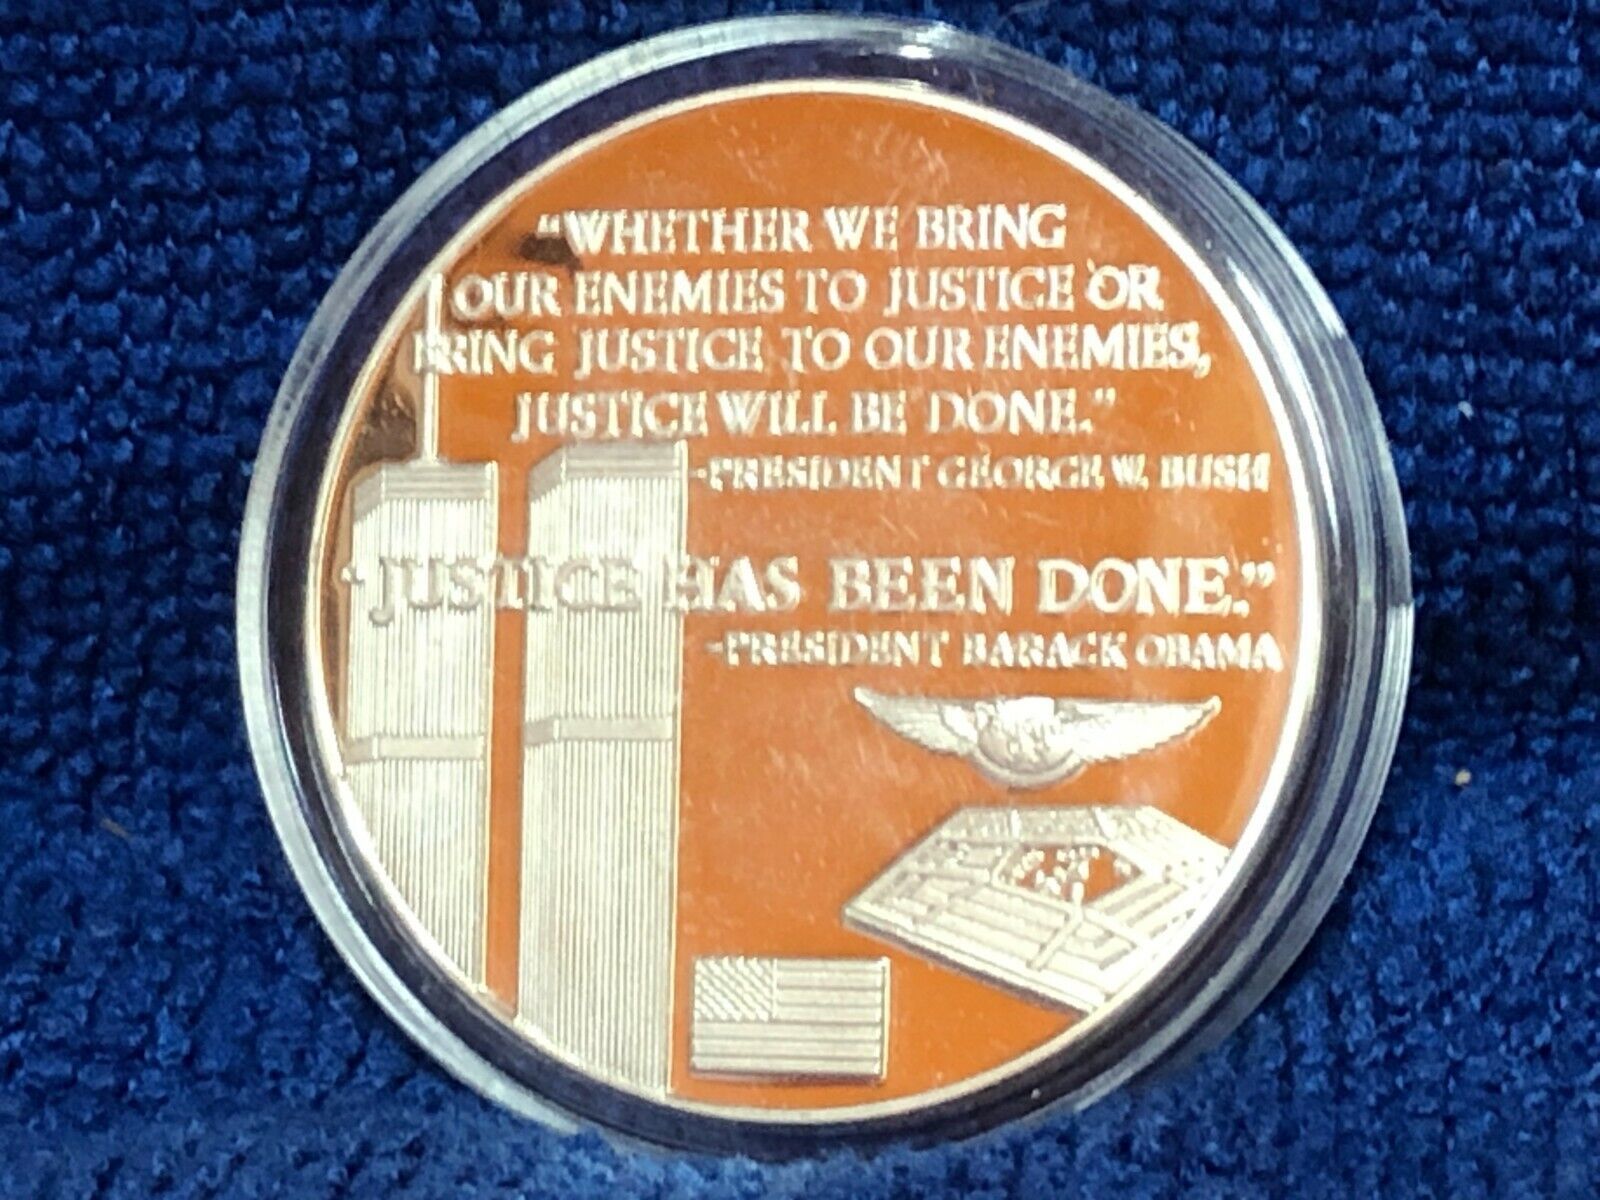 “WHETHER WE BRING
OUR ENEMIES TO JUSTICE OR
BRING JUSTICE TO OUR ENEMIES,
JUSTICE WILL BE DONE.”
-PRESIDENT GEORGE W. BUSH
“JUSTICE HAS BEEN DONE.”
-PRESIDENT BARACK OBAMA